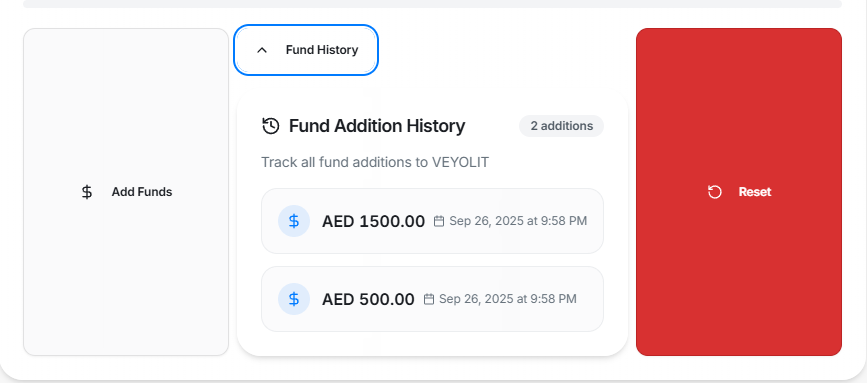 Fund History
Add Funds
Fund Addition History
2 additions
Track all fund additions to VEYOLIT
AED 1500.00 Sep 26, 2025 at 9:58 PM
AED 500.00 Sep 26, 2025 at 9:58 PM
Reset